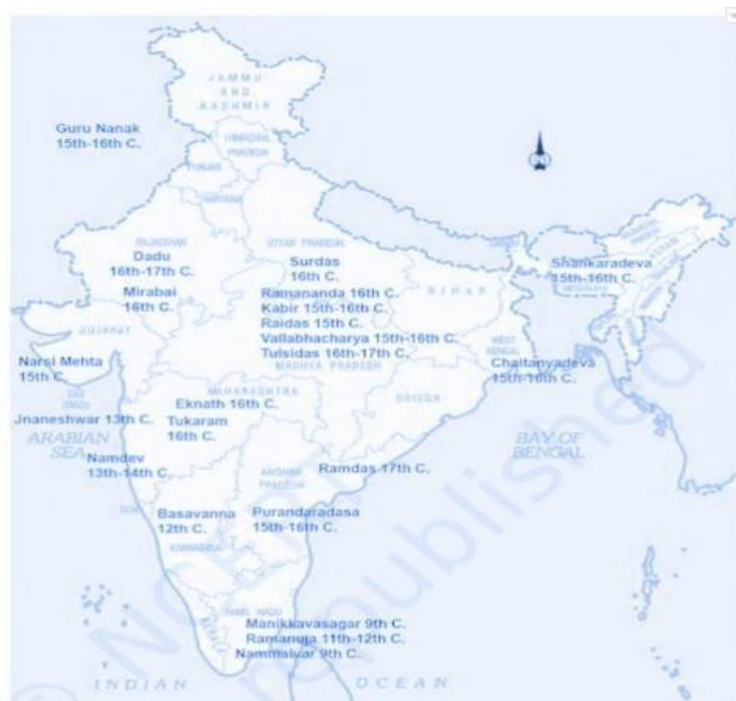 JAMMU
AND
KASHMIR
Guru Nanak
15th-16th C.
HIMACHAL
PRADESH
PUNJAB
HARYANA
RAJASTHAN
Dadu
16th-17th C.
Mirabai
16th C.
UTTAR PRADESH
Surdas
16th C.
Ramananda 16th C.
Kabir 15th-16th C.
Raidas 15th C.
Vallabhacharya 15th-16th C.
Tulsidas 16th-17th C.
BIHAR
Shankaradeva
15th-16th C.
GUJARAT
Narsi Mehta
15th C.
MADHYA PRADESH
WEST
BENGAL
Chaitanyadeva
15th-16th C.
MAHARASHTRA
Eknath 16th C.
Tukaram
16th C.
ORISSA
Jnaneshwar 13th C.
ARABIAN
SEA
Namdev
13th-14th C.
BAY OF
BENGAL
ANDHRA
PRADESH
Ramdas 17th C.
GOA
Basavanna
12th C.
Purandaradasa
15th-16th C.
KARNATAKA
TAMIL NADU
KERALA
Manikkavasagar 9th C.
Ramanuja 11th-12th C.
Nammalvar 9th C.
INDIAN OCEAN
N
© NCERT
republished